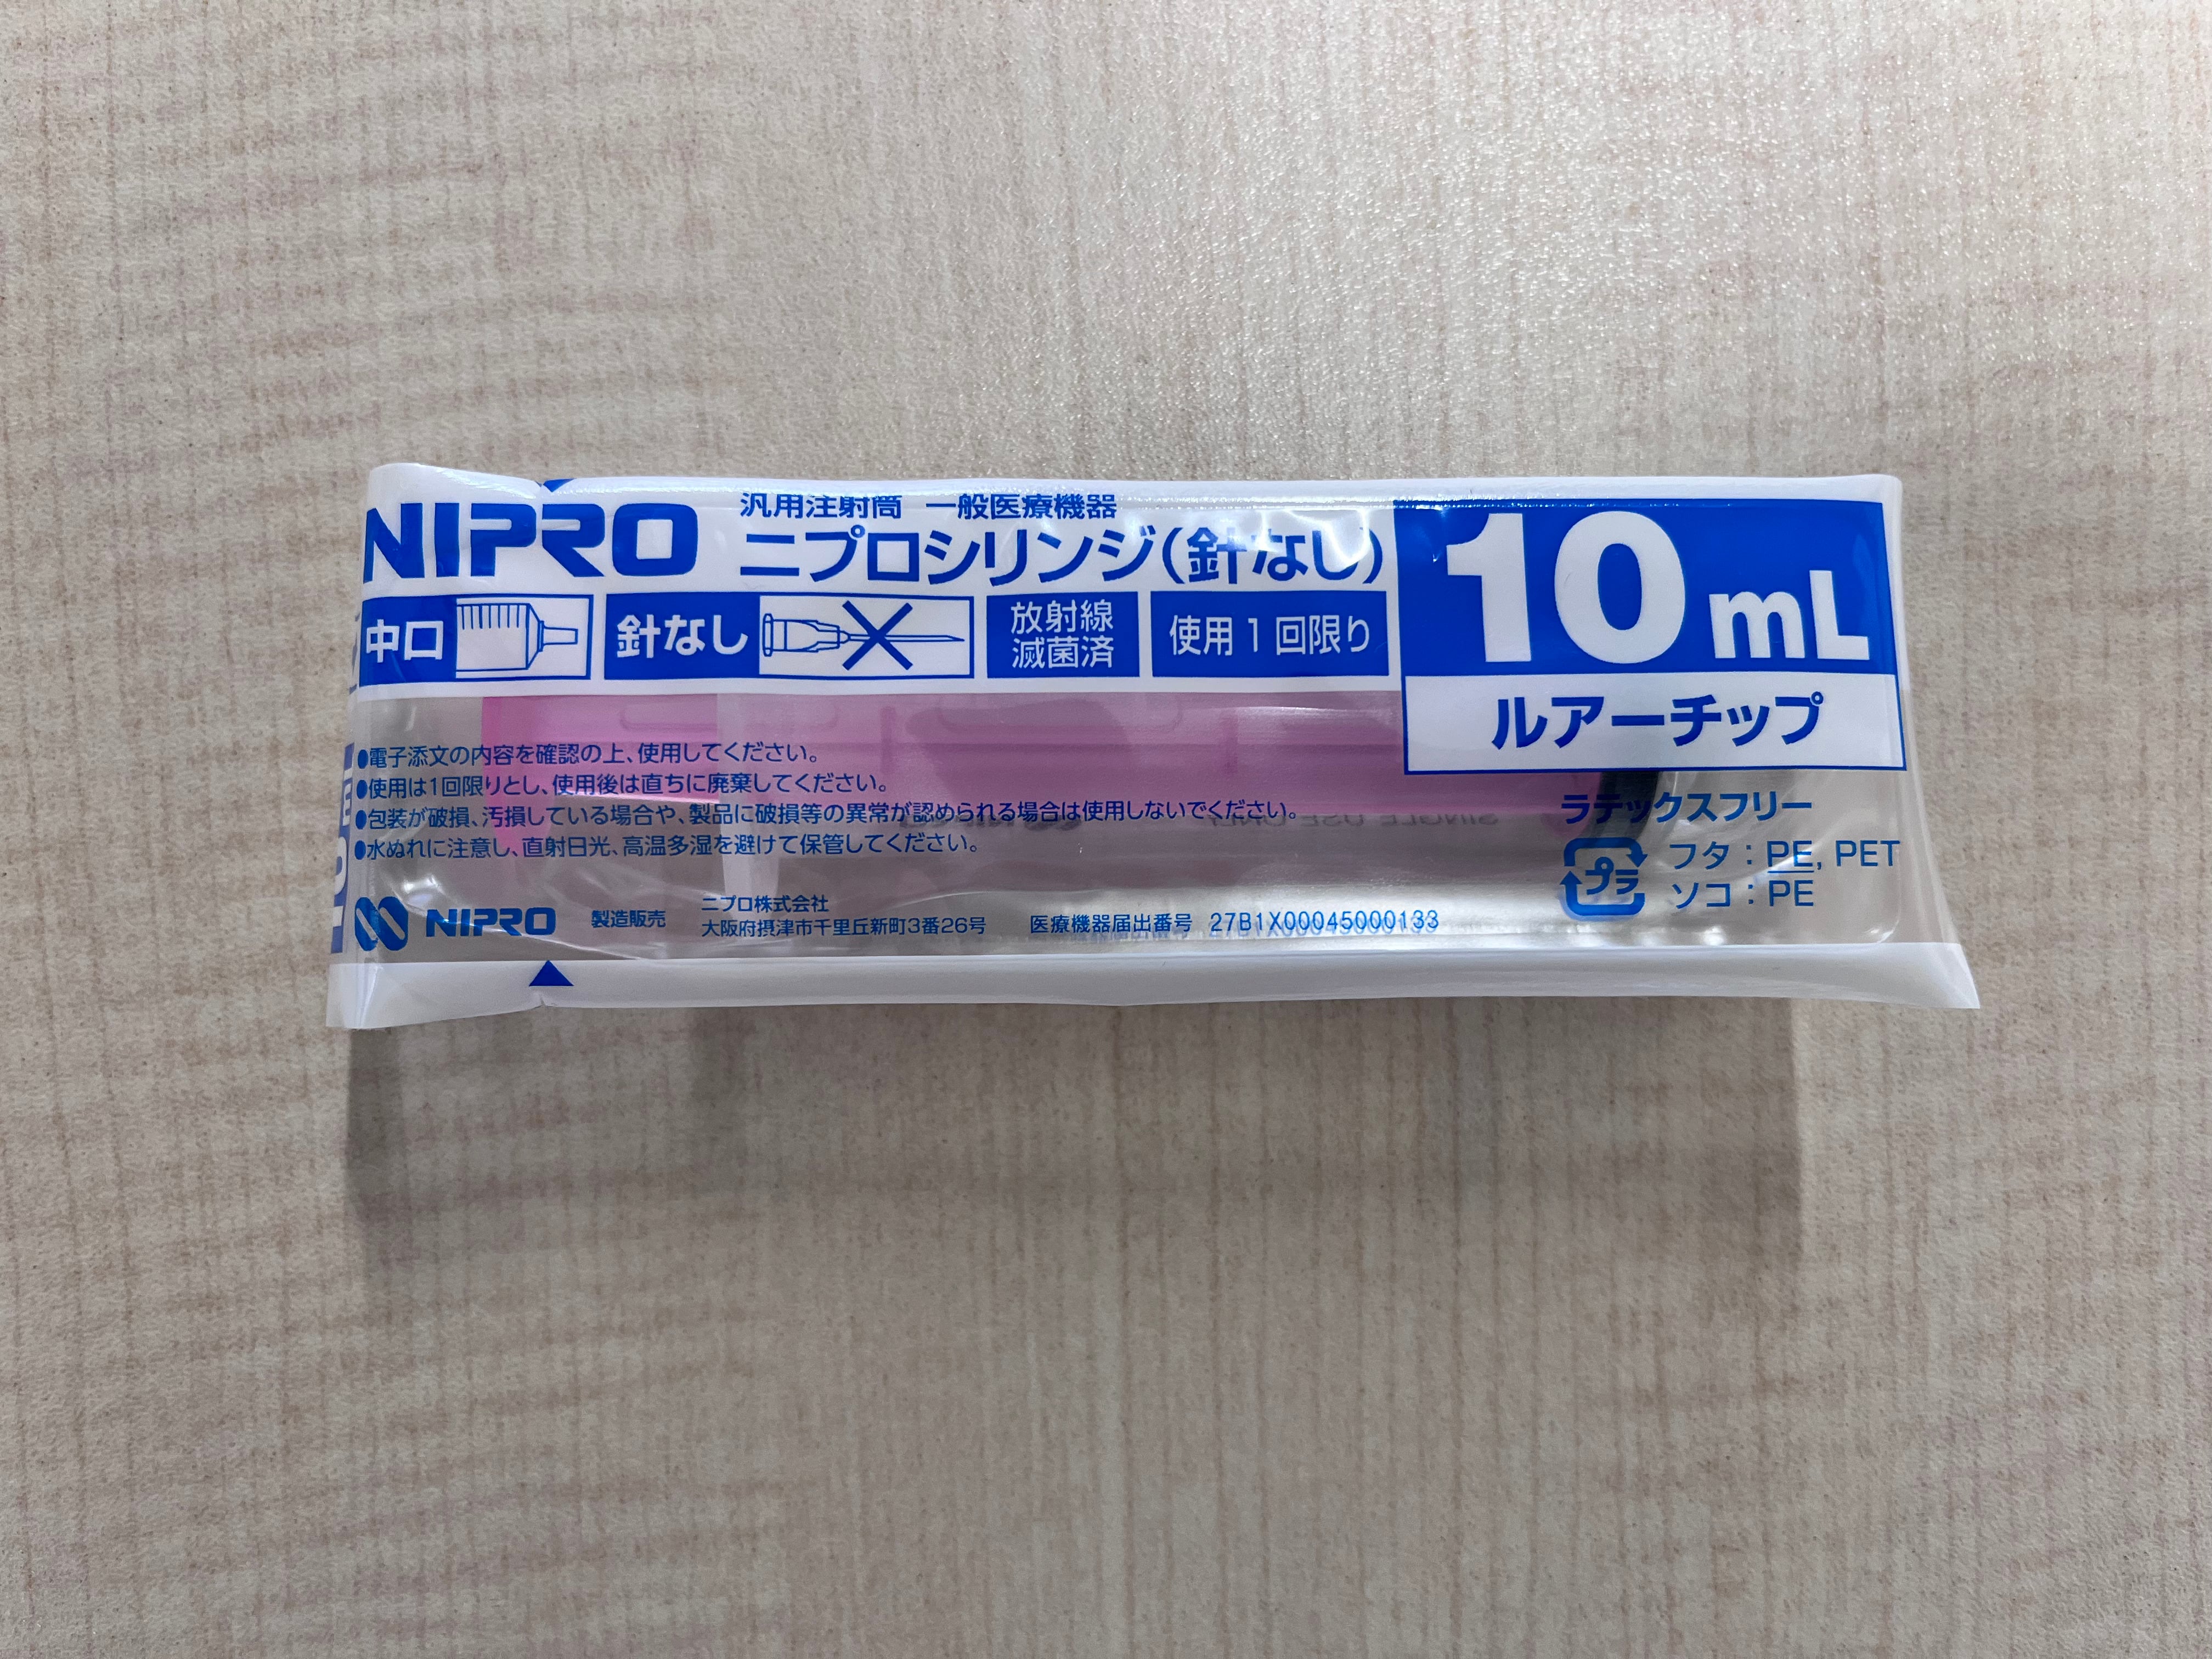 NIPRO
汎用注射筒 一般医療機器
ニプロシリンジ(針なし)
10mL
中口
針なし
放射線
滅菌済
使用1回限り
ルアーチップ
●電子添文の内容を確認の上、使用してください。
●使用は1回限りとし、使用後は直ちに廃棄してください。
●包装が破損、汚損している場合や、製品に破損等の異常が認められる場合は使用しないでください。
●水ぬれに注意し、直射日光、高温多湿を避けて保管してください。
SINGLE USE ONLY
ラテックスフリー
プラ
フタ:PE, PET
ソコ:PE
NIPRO
製造販売
ニプロ株式会社
大阪府摂津市千里丘新町3番26号
医療機器届出番号 27B1X00045000133